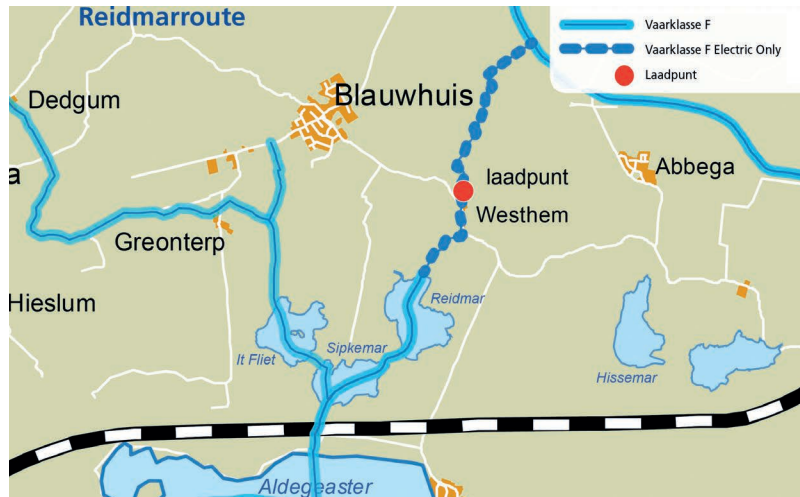 Reidmarroute
Vaarklasse F
Vaarklasse F Electric Only
Laadpunt
Dedgum
Blauwhuis
a
laadpunt
Abbega
Westhem
Greonterp
Hieslum
Reidmar
It Fliet
Sipkemar
Hissemar
Aldegeaster